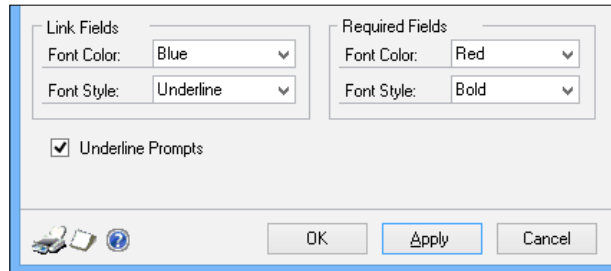 Link Fields
Required Fields
Font Color: Blue
Font Color: Red
Font Style: Underline
Font Style: Bold
Underline Prompts
OK Apply Cancel